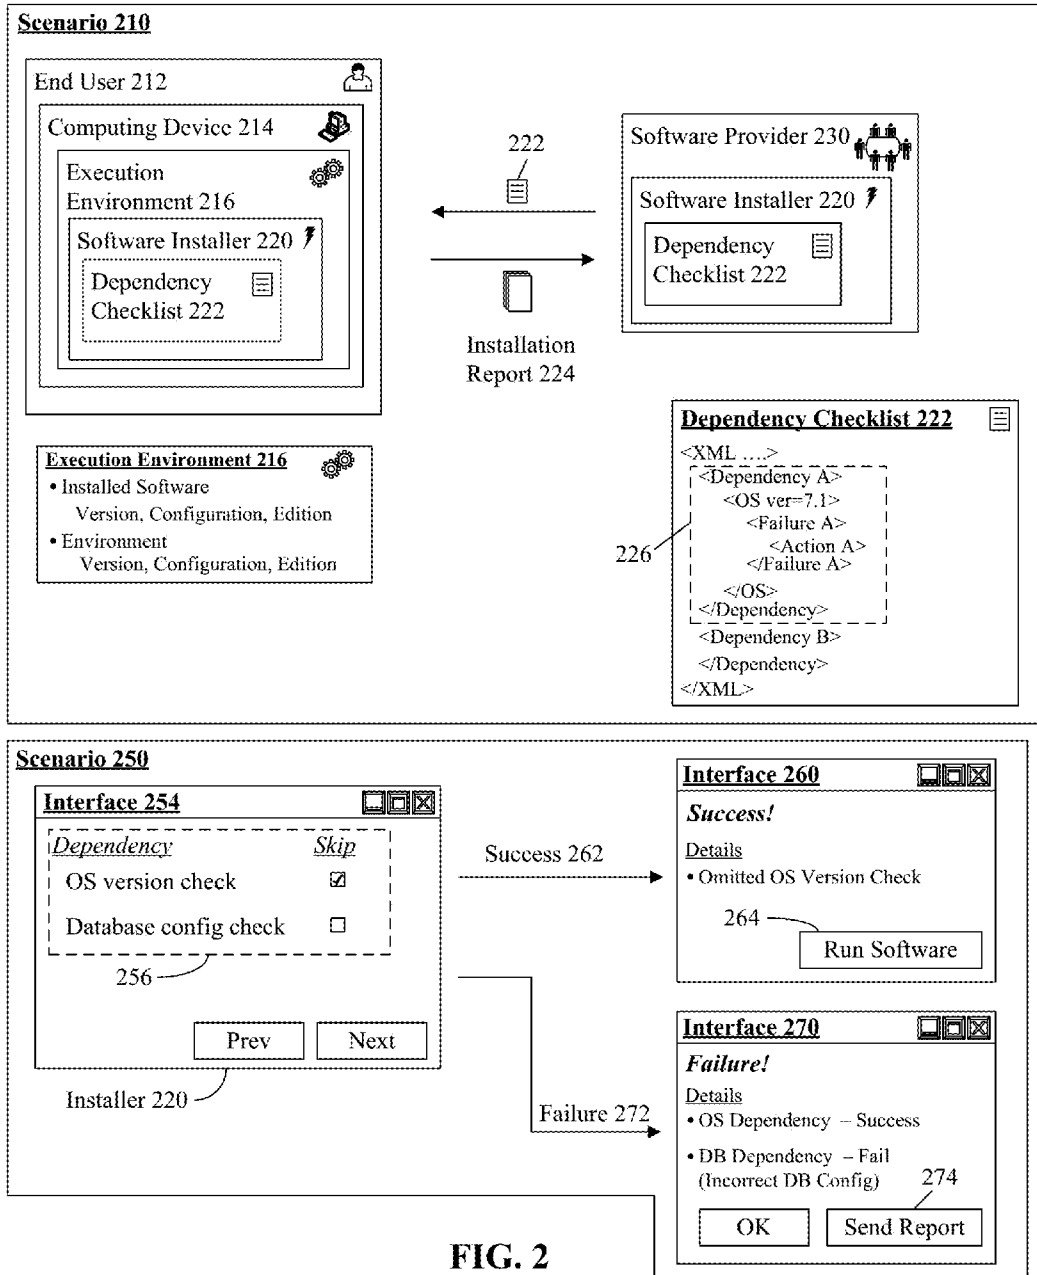 Scenario 210
End User 212
Computing Device 214
Execution
Environment 216
Software Installer 220
Dependency
Checklist 222
222
Installation
Report 224
Software Provider 230
Software Installer 220
Dependency
Checklist 222
Execution Environment 216
• Installed Software
Version, Configuration, Edition
• Environment
Version, Configuration, Edition
Dependency Checklist 222
<XML ....>
<Dependency A>
<OS ver=7.1>
<Failure A>
<Action A>
</Failure A>
</OS>
</Dependency>
<Dependency B>
</Dependency>
</XML>
226
Scenario 250
Interface 254
Dependency Skip
OS version check
Database config check
256
Prev Next
Installer 220
Success 262
Failure 272
Interface 260
Success!
Details
• Omitted OS Version Check
264
Run Software
Interface 270
Failure!
Details
• OS Dependency – Success
• DB Dependency – Fail
(Incorrect DB Config)
274
OK Send Report
FIG. 2